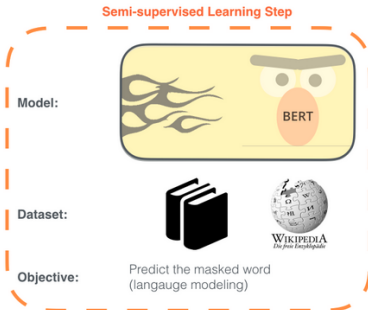 Semi-supervised Learning Step
Model:
BERT
Dataset:
WIKIPEDIA
Die freie Enzyklopädie
Objective:
Predict the masked word
(langauge modeling)